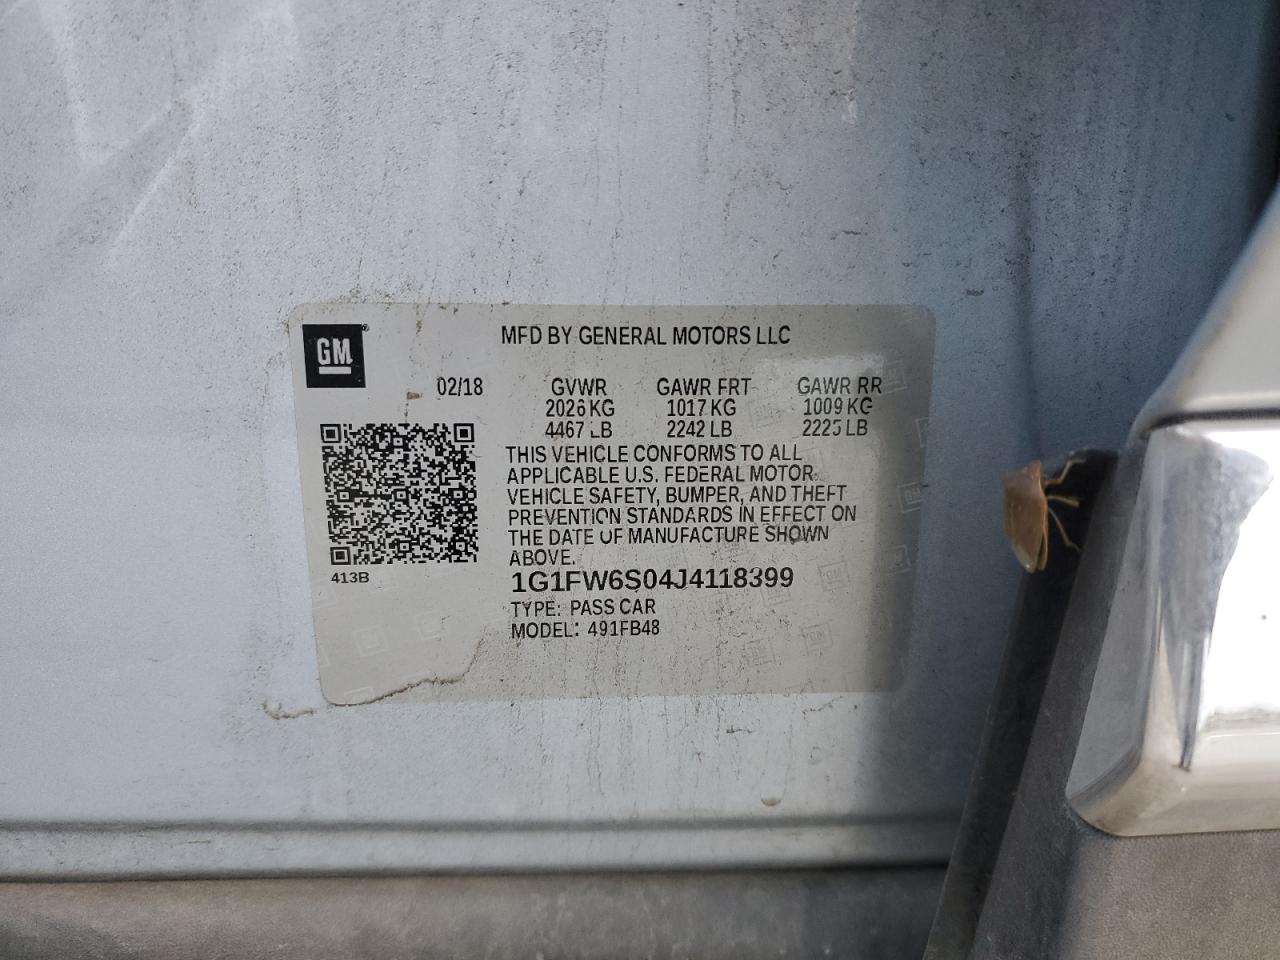 GM
MFD BY GENERAL MOTORS LLC
02/18 GVWR GAWR FRT GAWR RR
2026 KG 1017 KG 1009 KG
4467 LB 2242 LB 2225 LB
THIS VEHICLE CONFORMS TO ALL
APPLICABLE U.S. FEDERAL MOTOR
VEHICLE SAFETY, BUMPER, AND THEFT
PREVENTION STANDARDS IN EFFECT ON
THE DATE OF MANUFACTURE SHOWN
ABOVE.
413B
1G1FW6S04J4118399
TYPE: PASS CAR
MODEL: 491FB48